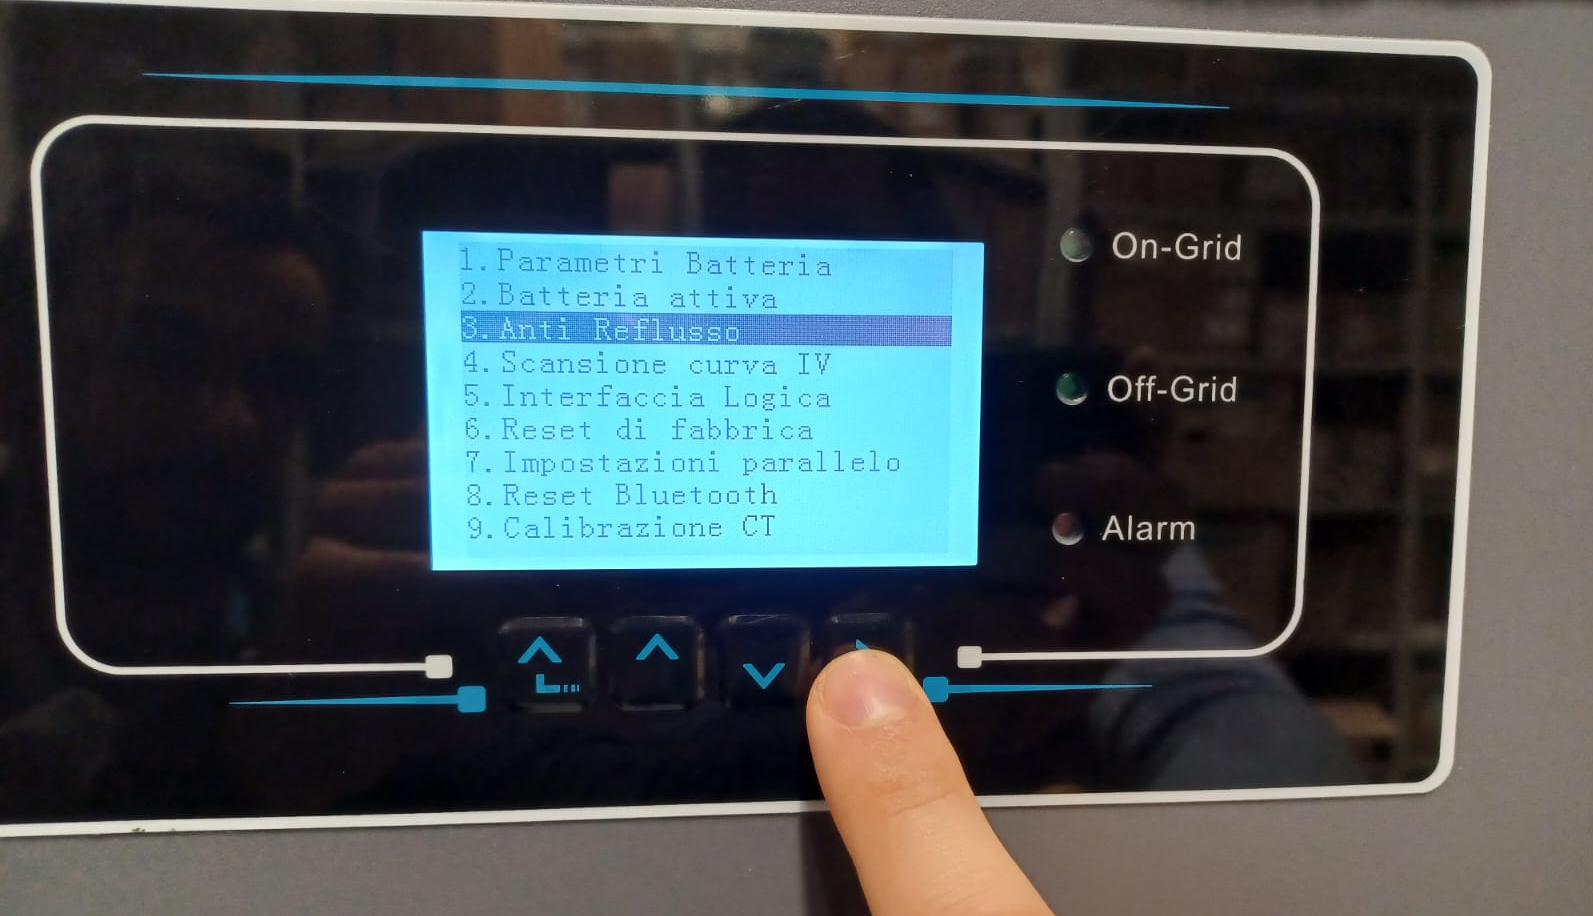 1.Parametri Batteria
2.Batteria attiva
3.Anti Reflusso
4.Scansione curva IV
5.Interfaccia Logica
6.Reset di fabbrica
7.Impostazioni parallelo
8.Reset Bluetooth
9.Calibrazione CT
On-Grid
Off-Grid
Alarm